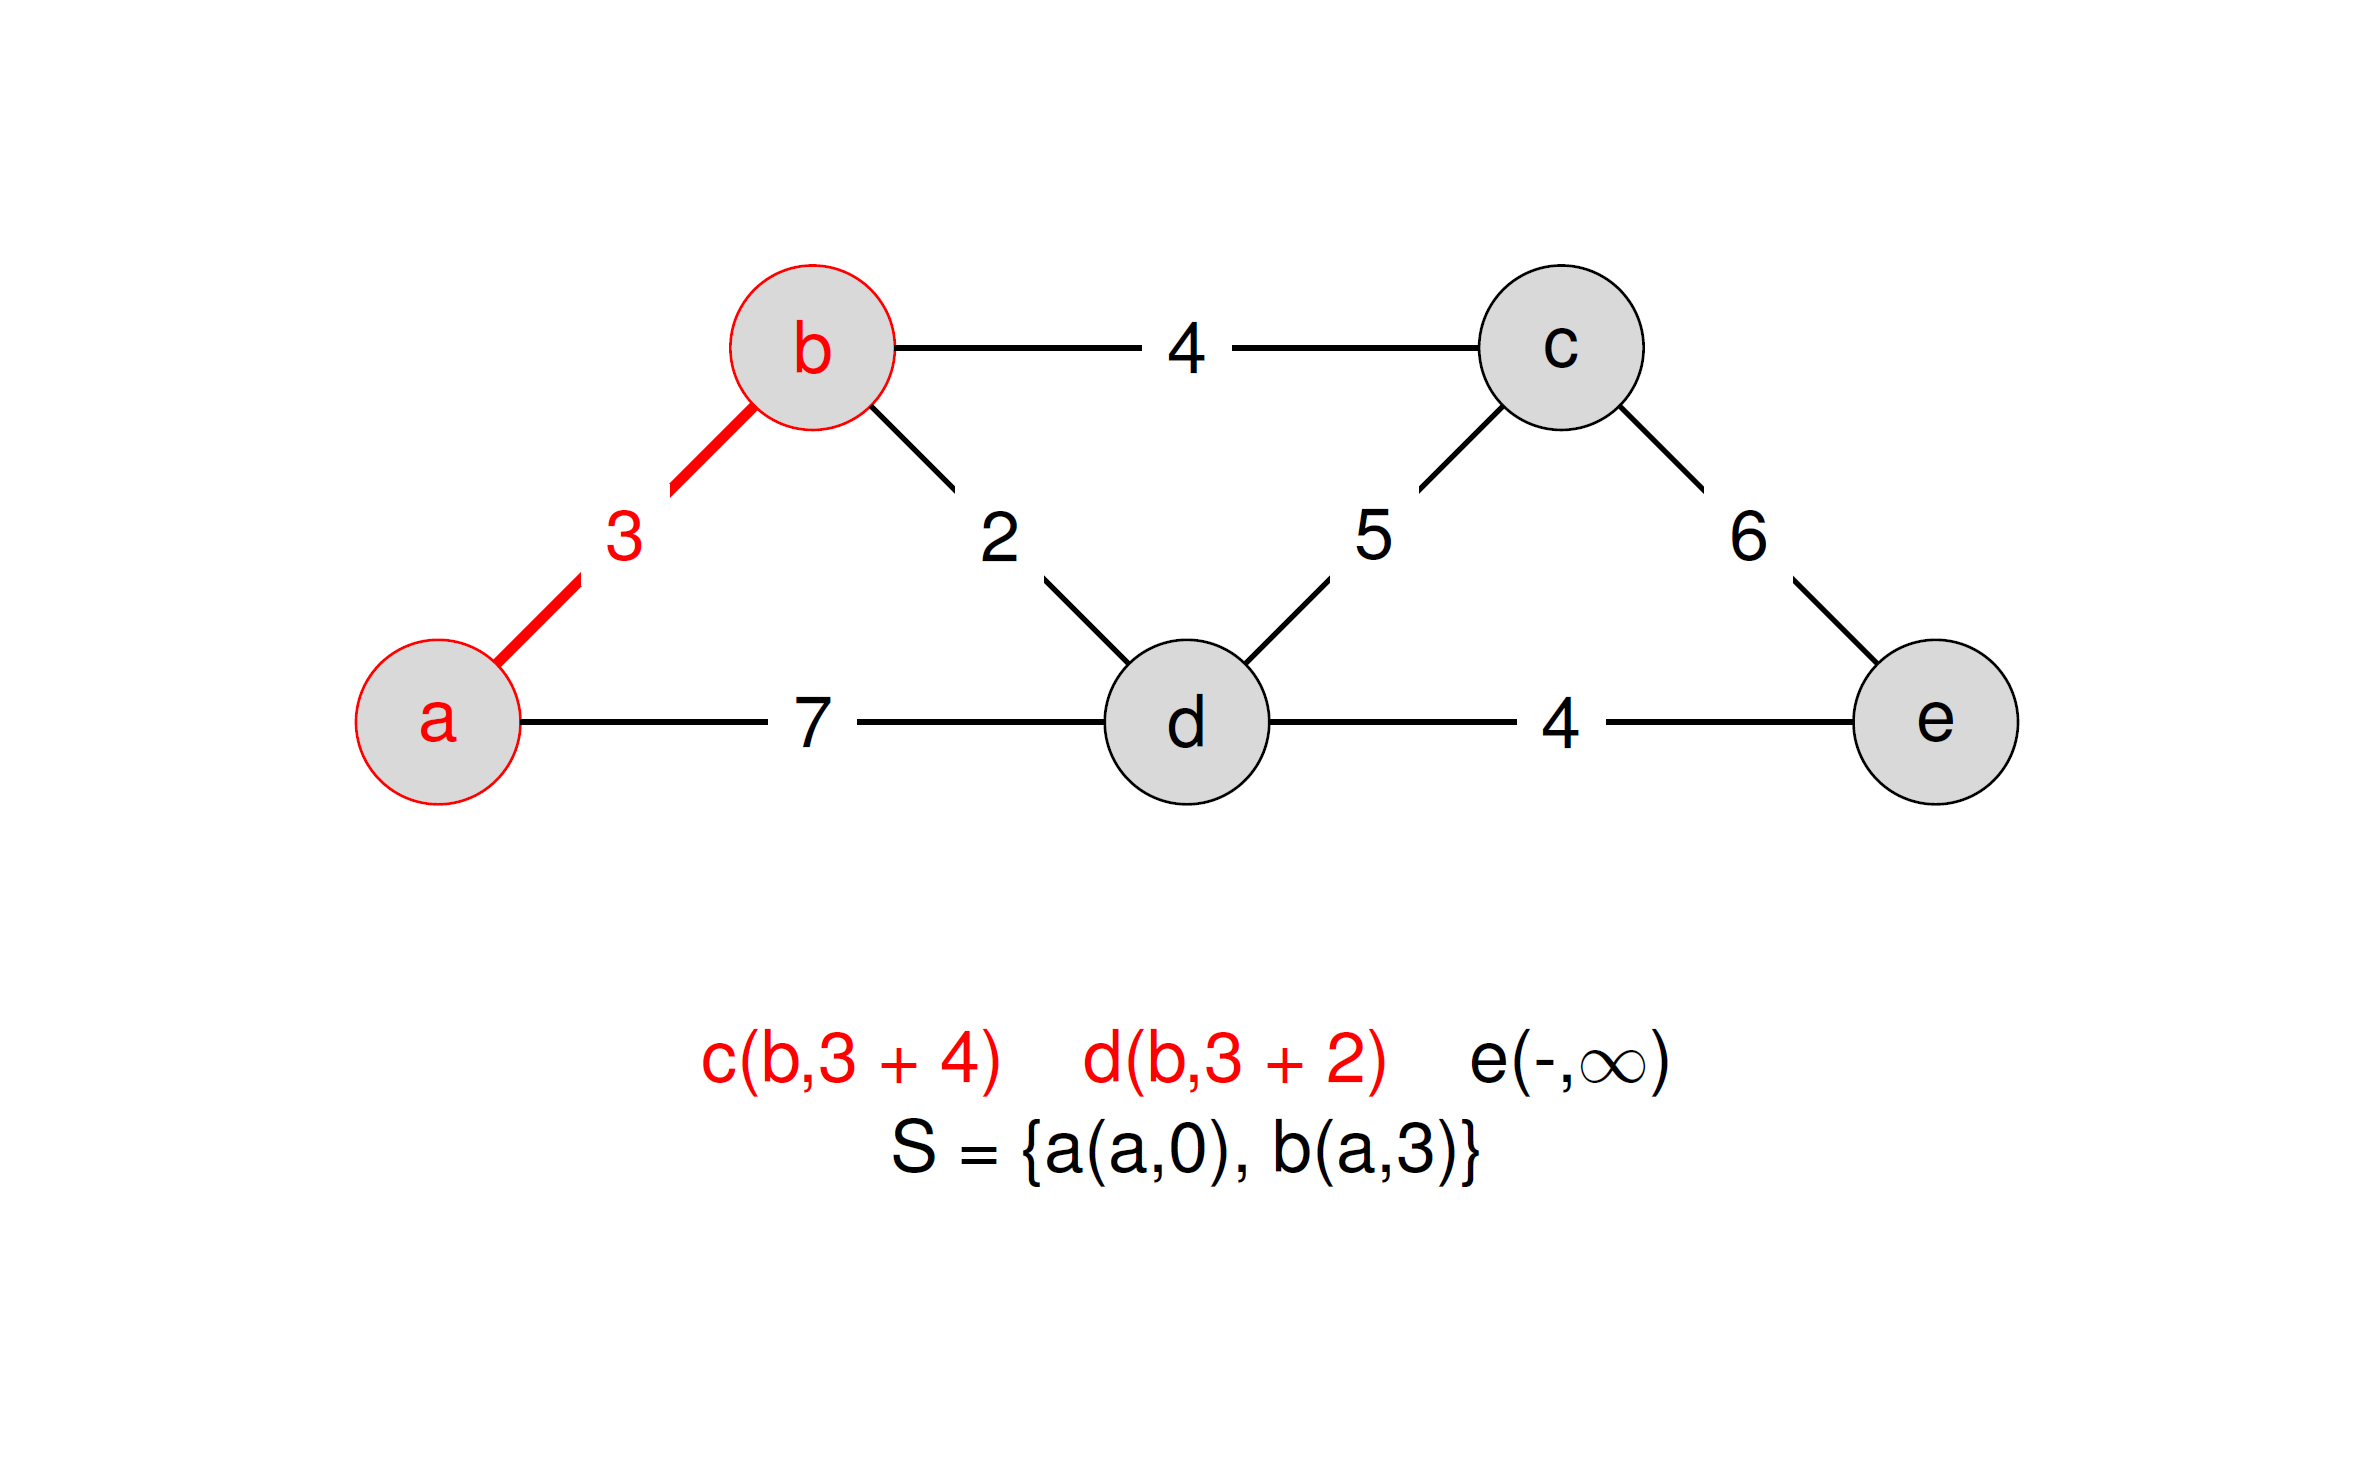 b 4 c
3 2 5 6
a 7 d 4 e
c(b,3 + 4) d(b,3 + 2) e(-,∞)
S = {a(a,0), b(a,3)}